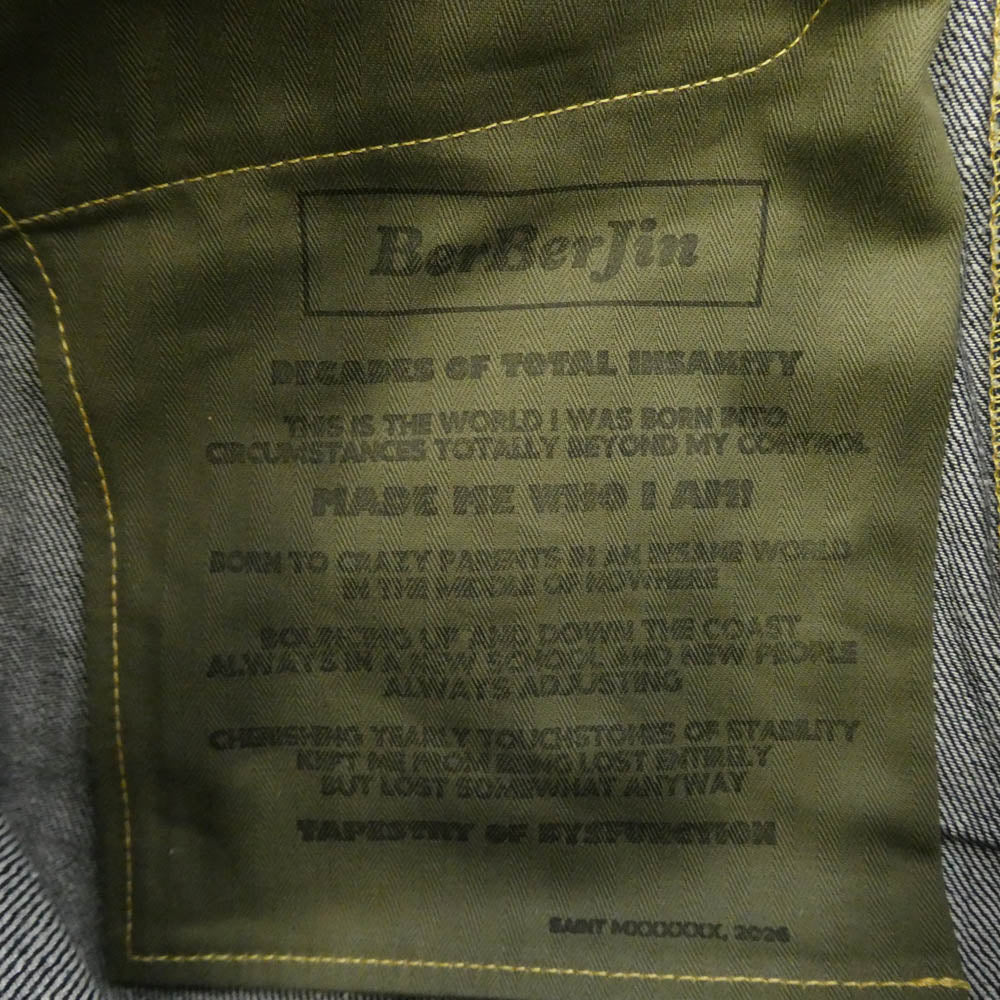 BerBerJin
DECADES OF TOTAL INSANITY
THIS IS THE WORLD I WAS BORN INTO
CIRCUMSTANCES TOTALLY BEYOND MY CONTROL
MADE ME WHO I AM!
BORN TO CRAZY PARENTS IN AN INSANE WORLD
IN THE MIDDLE OF NOWHERE
BOUNCING UP AND DOWN THE COAST
ALWAYS IN A NEW SCHOOL AND NEW PEOPLE
ALWAYS ADJUSTING
CHERISHING YEARLY TOUCHSTONES OF STABILITY
KEPT ME FROM BEING LOST ENTIRELY
BUT LOST SOMEWHAT ANYWAY
TAPESTRY OF DYSFUNCTION
SAINT MXXXXXX, 2026